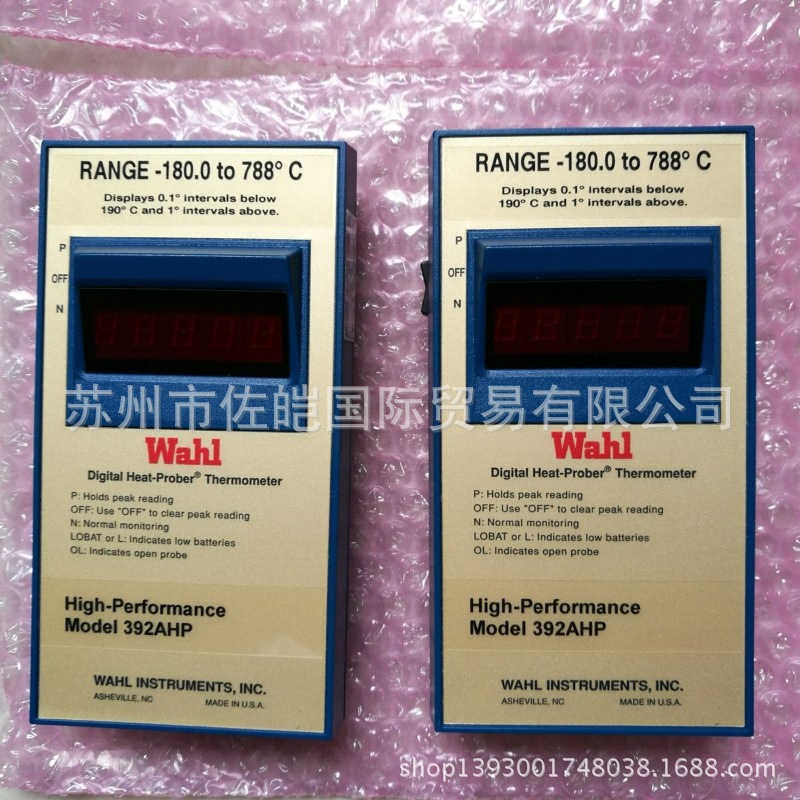 RANGE -180.0 to 788° C
Displays 0.1° intervals below
190° C and 1° intervals above.
P
OFF
N
Wahl
Digital Heat-Prober® Thermometer
P: Holds peak reading
OFF: Use "OFF" to clear peak reading
N: Normal monitoring
LOBAT or L: Indicates low batteries
OL: Indicates open probe
High-Performance
Model 392AHP
WAHL INSTRUMENTS, INC.
ASHEVILLE, NC MADE IN U.S.A.
RANGE -180.0 to 788° C
Displays 0.1° intervals below
190° C and 1° intervals above.
P
OFF
N
Wahl
Digital Heat-Prober® Thermometer
P: Holds peak reading
OFF: Use "OFF" to clear peak reading
N: Normal monitoring
LOBAT or L: Indicates low batteries
OL: Indicates open probe
High-Performance
Model 392AHP
WAHL INSTRUMENTS, INC.
ASHEVILLE, NC MADE IN U.S.A.
苏州市佐皑国际贸易有限公司
shop1393001748038.1688.com